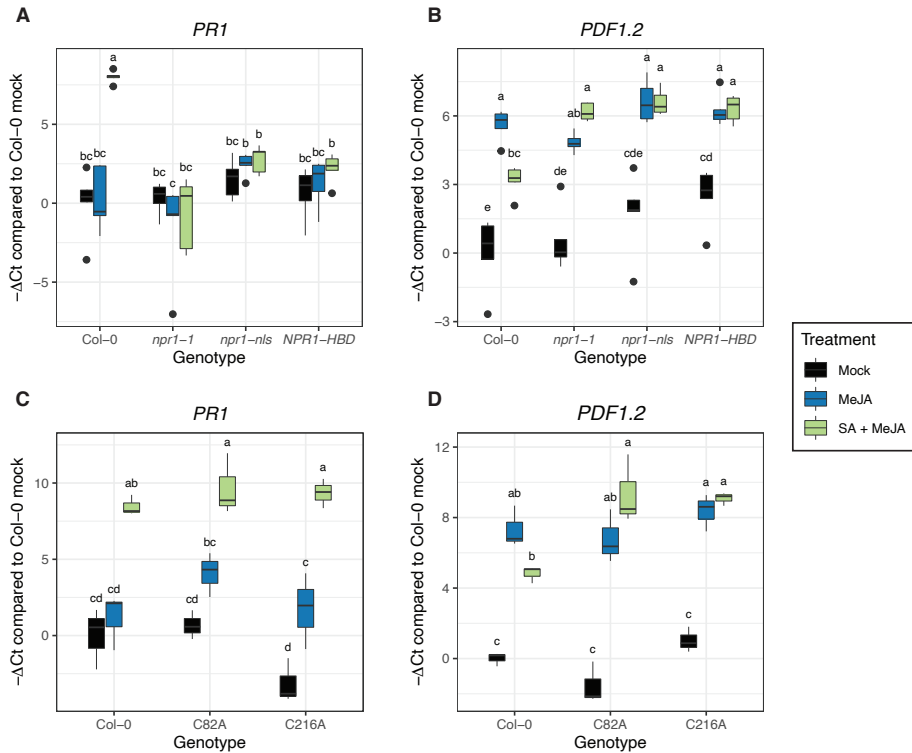 A
PR1
−ΔCt compared to Col−0 mock
5
0
−5
bc
bc
a
bc
c
bc
bc
b
b
bc
bc
b
Col−0
npr1−1
npr1−nls
NPR1−HBD
Genotype
B
PDF1.2
−ΔCt compared to Col−0 mock
6
3
0
−3
e
a
bc
de
ab
a
cde
a
a
cd
a
a
Col−0
npr1−1
npr1−nls
NPR1−HBD
Genotype
Treatment
Mock
MeJA
SA + MeJA
C
PR1
−ΔCt compared to Col−0 mock
10
5
0
cd
cd
ab
cd
bc
a
d
c
a
Col−0
C82A
C216A
Genotype
D
PDF1.2
−ΔCt compared to Col−0 mock
12
8
4
0
c
ab
b
c
ab
a
c
a
a
Col−0
C82A
C216A
Genotype